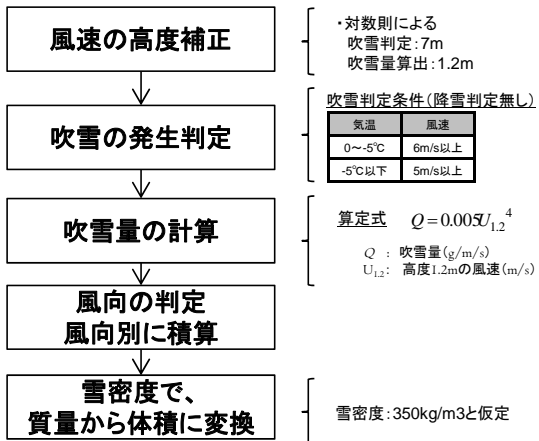 風速の高度補正
・対数則による
吹雪判定:7m
吹雪量算出:1.2m
吹雪の発生判定
吹雪判定条件(降雪判定無し)
気温 風速
0~-5℃ 6m/s以上
-5℃以下 5m/s以上
吹雪量の計算
算定式 Q=0.005U1.2⁴
Q : 吹雪量(g/m/s)
U1.2: 高度1.2mの風速(m/s)
風向の判定
風向別に積算
雪密度で、
質量から体積に変換
雪密度:350kg/m3と仮定